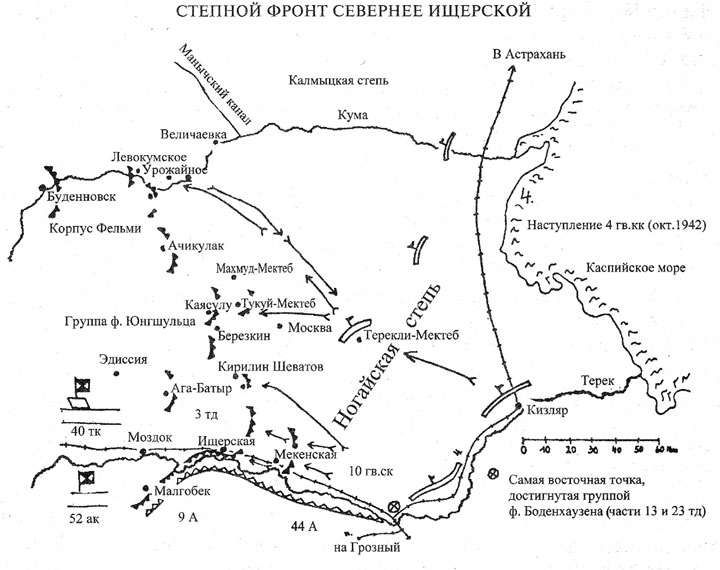 СТЕПНОЙ ФРОНТ СЕВЕРНЕЕ ИЩЕРСКОЙ
В Астрахань
Манычский канал
Калмыцкая степь
Кума
Величаевка
Левокумское
Урожайное
Буденновск
4.
Наступление 4 гв.кк (окт.1942)
Корпус Фельми
Ачикулак
Каспийское море
Махмуд-Мектеб
Каясулу
Тукуй-Мектеб
Группа ф. Юнгшульца
Москва
Березкин
Терекли-Мектеб
Ногайская степь
Эдиссия
Кирилин Шеватов
Ага-Батыр
Терек
3 тд
Кизляр
40 тк
Моздок
Ищерская
0 10 20 30 40 50 60 км
Мекенская
10 гв.ск
4
Малгобек
Самая восточная точка,
достигнутая группой
ф. Боденхаузена (части 13 и 23 тд)
52 ак
9 А
44 А
на Грозный